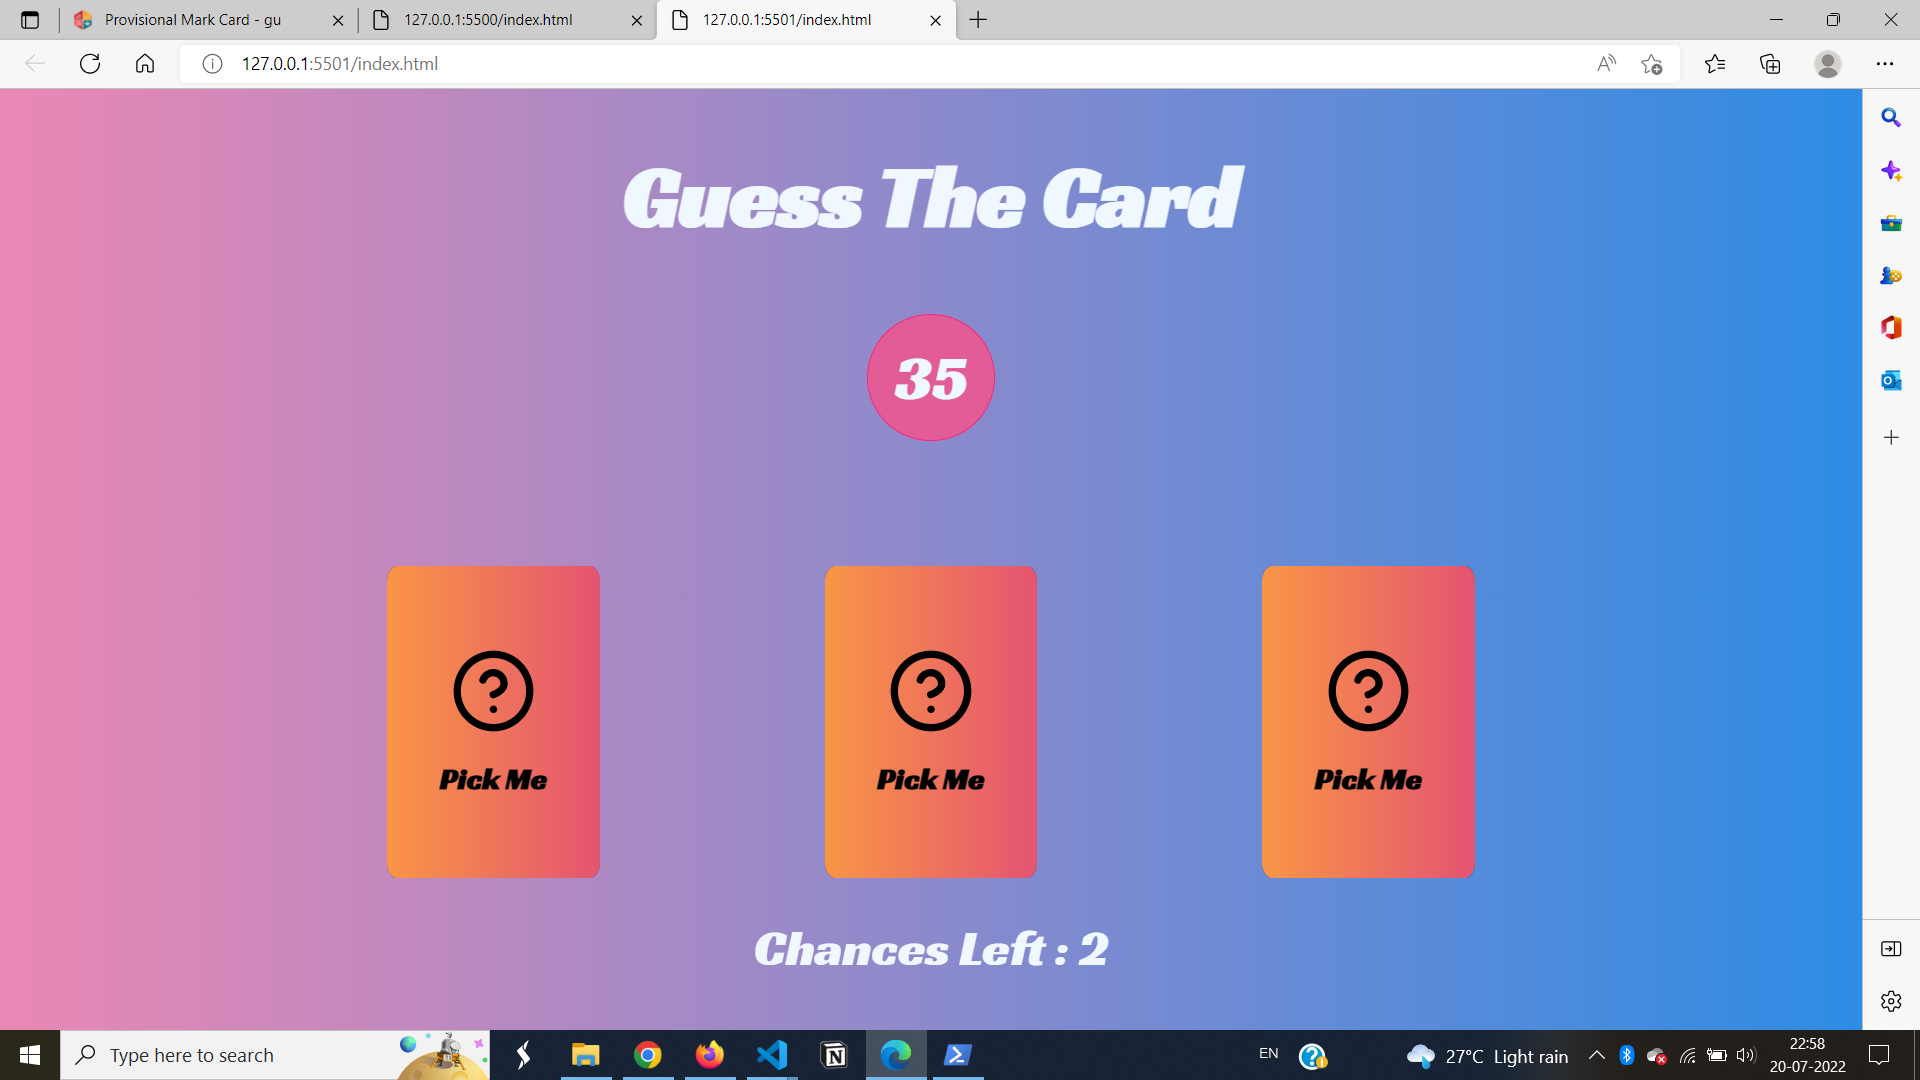 Provisional Mark Card - gu
127.0.0.1:5500/index.html
127.0.0.1:5501/index.html
127.0.0.1:5501/index.html
Guess The Card
35
Pick Me
Pick Me
Pick Me
Chances Left : 2
Type here to search
EN
27°C Light rain
22:58
20-07-2022